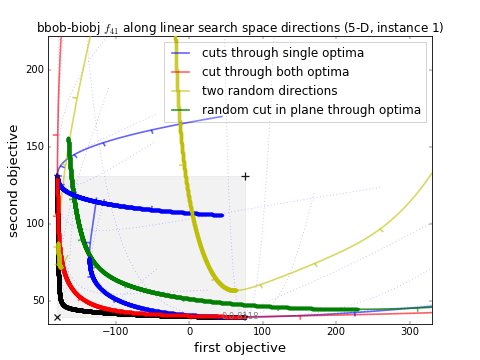 bbob-biobj f41 along linear search space directions (5-D, instance 1)
cuts through single optima
cut through both optima
two random directions
random cut in plane through optima
second objective
200
150
100
50
−100
0
100
200
300
first objective